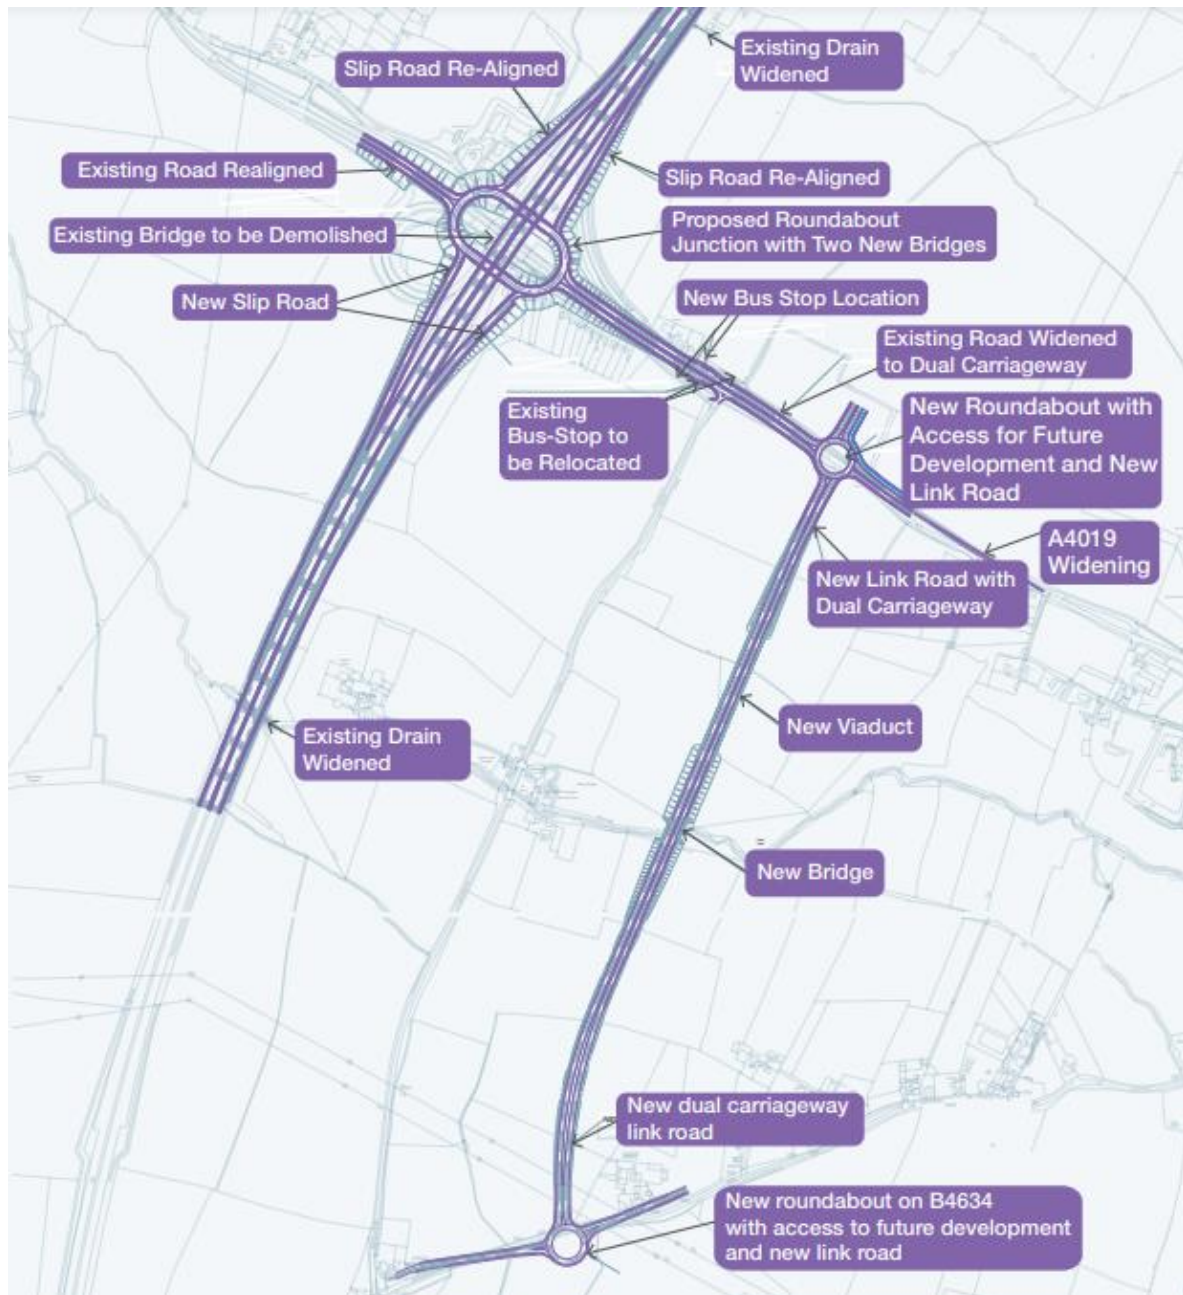 Existing Drain
Widened
Slip Road Re-Aligned
Existing Road Realigned
Slip Road Re-Aligned
Proposed Roundabout
Junction with Two New Bridges
Existing Bridge to be Demolished
New Slip Road
New Bus Stop Location
Existing Road Widened
to Dual Carriageway
Existing
Bus-Stop to
be Relocated
New Roundabout with
Access for Future
Development and New
Link Road
A4019
Widening
New Link Road with
Dual Carriageway
New Viaduct
Existing Drain
Widened
New Bridge
New dual carriageway
link road
New roundabout on B4634
with access to future development
and new link road